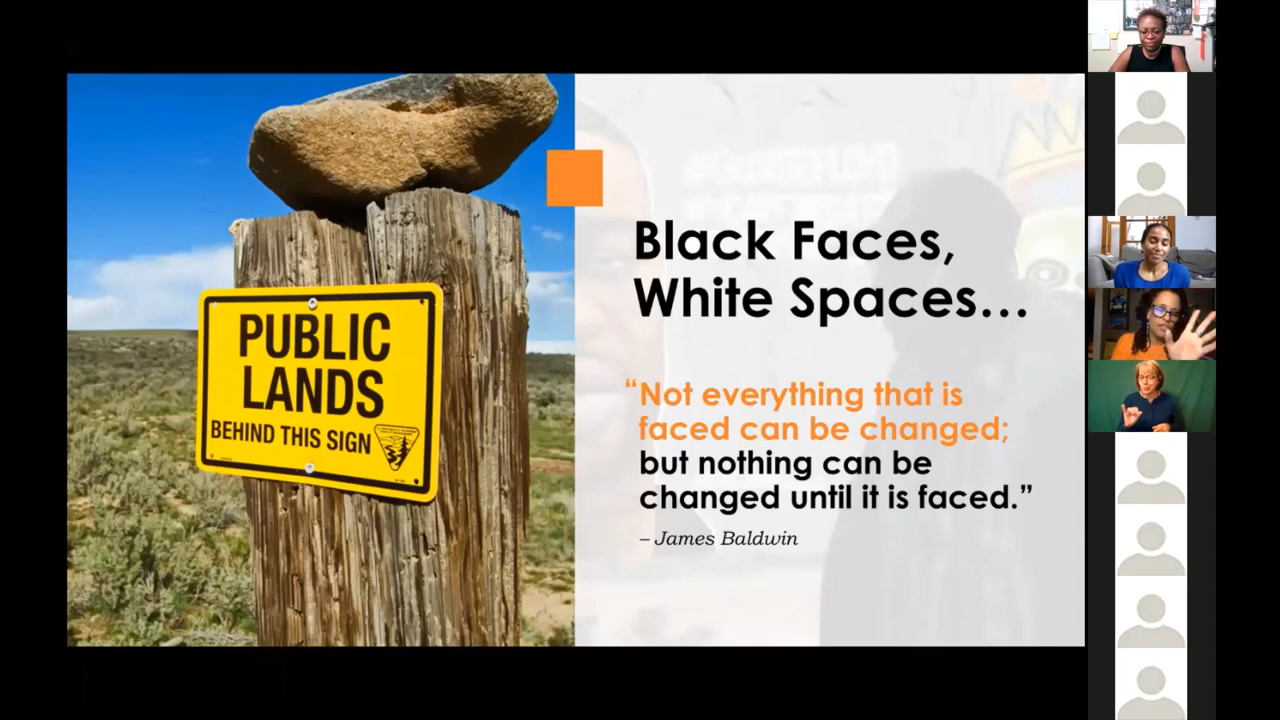 PUBLIC
LANDS
BEHIND THIS SIGN
Black Faces,
White Spaces...
“Not everything that is
faced can be changed;
but nothing can be
changed until it is faced.”
– James Baldwin